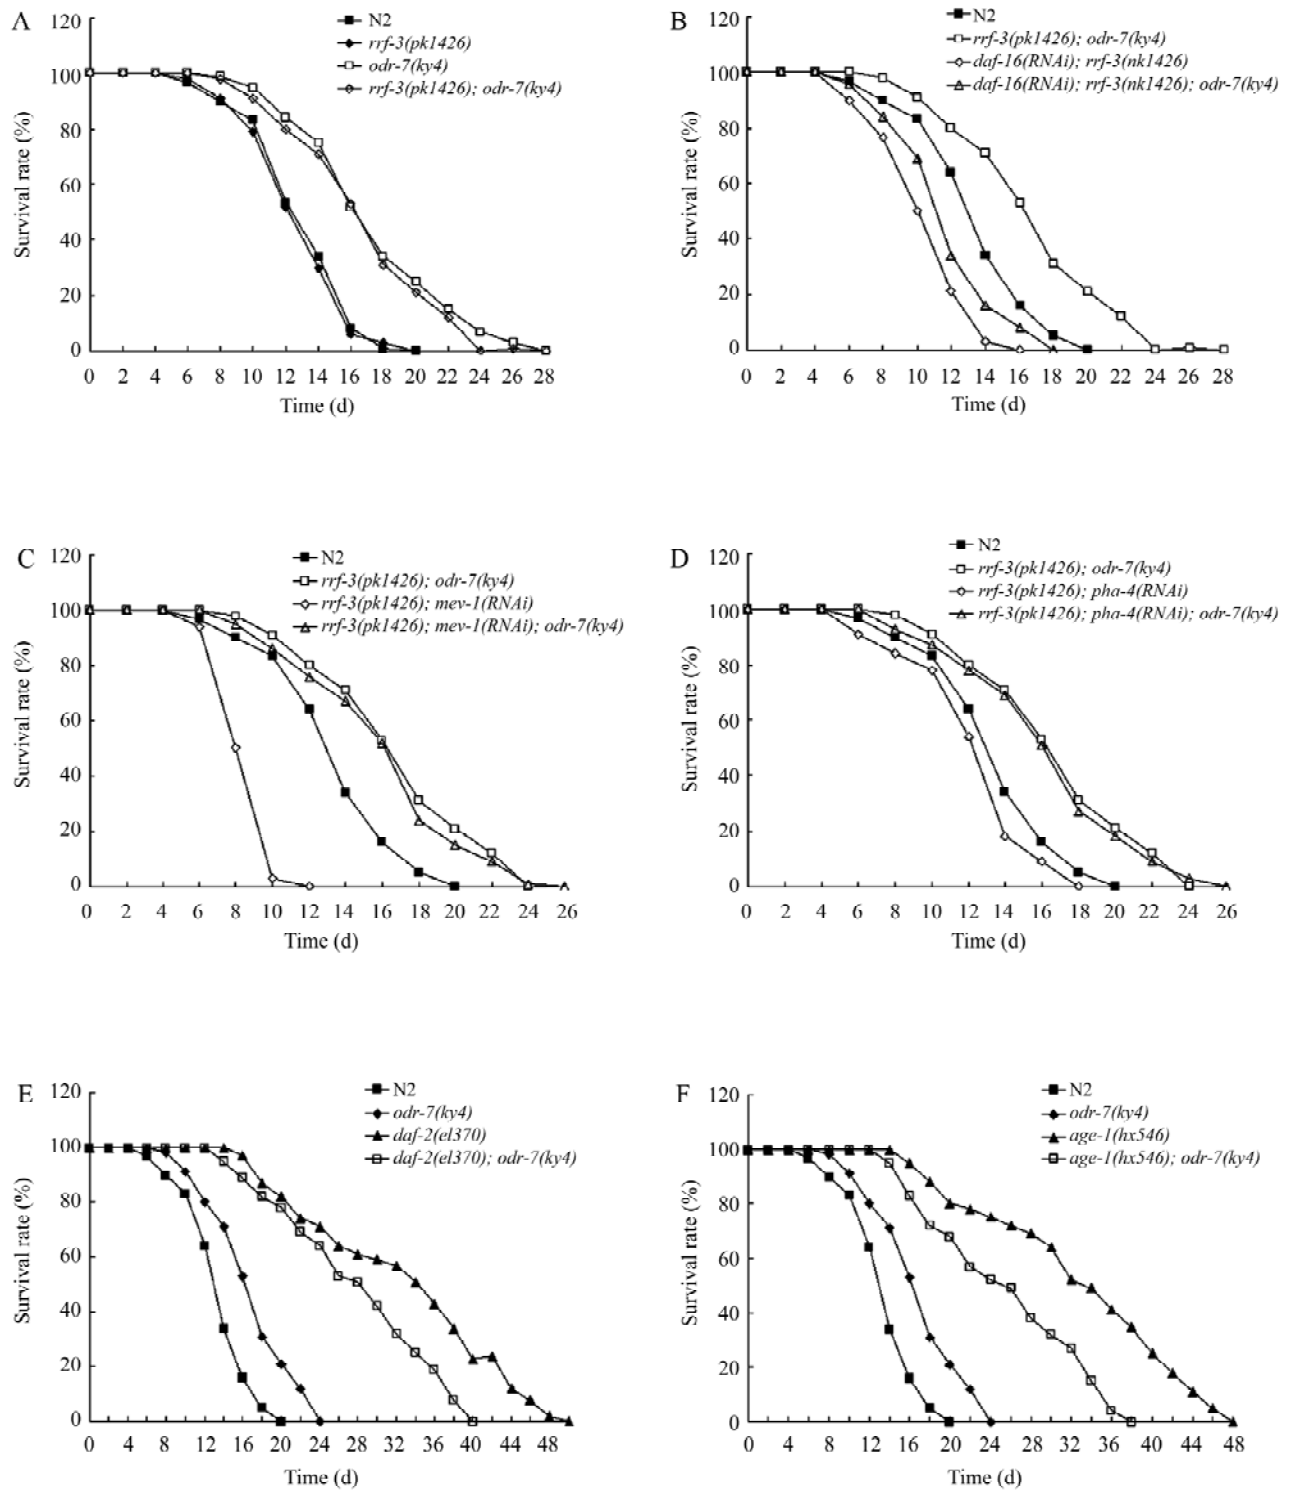 A
N2
rrf-3(pk1426)
odr-7(ky4)
rrf-3(pk1426); odr-7(ky4)
Survival rate (%)
120
100
80
60
40
20
0
0 2 4 6 8 10 12 14 16 18 20 22 24 26 28
Time (d)
B
N2
rrf-3(pk1426); odr-7(ky4)
daf-16(RNAi); rrf-3(nk1426)
daf-16(RNAi); rrf-3(nk1426); odr-7(ky4)
Survival rate (%)
120
100
80
60
40
20
0
0 2 4 6 8 10 12 14 16 18 20 22 24 26 28
Time (d)
C
N2
rrf-3(pk1426); odr-7(ky4)
rrf-3(pk1426); mev-1(RNAi)
rrf-3(pk1426); mev-1(RNAi); odr-7(ky4)
Survival rate (%)
120
100
80
60
40
20
0
0 2 4 6 8 10 12 14 16 18 20 22 24 26
Time (d)
D
N2
rrf-3(pk1426); odr-7(ky4)
rrf-3(pk1426); pha-4(RNAi)
rrf-3(pk1426); pha-4(RNAi); odr-7(ky4)
Survival rate (%)
120
100
80
60
40
20
0
0 2 4 6 8 10 12 14 16 18 20 22 24 26
Time (d)
E
N2
odr-7(ky4)
daf-2(el370)
daf-2(el370); odr-7(ky4)
Survival rate (%)
120
100
80
60
40
20
0
0 4 8 12 16 20 24 28 32 36 40 44 48
Time (d)
F
N2
odr-7(ky4)
age-1(hx546)
age-1(hx546); odr-7(ky4)
Survival rate (%)
120
100
80
60
40
20
0
0 4 8 12 16 20 24 28 32 36 40 44 48
Time (d)